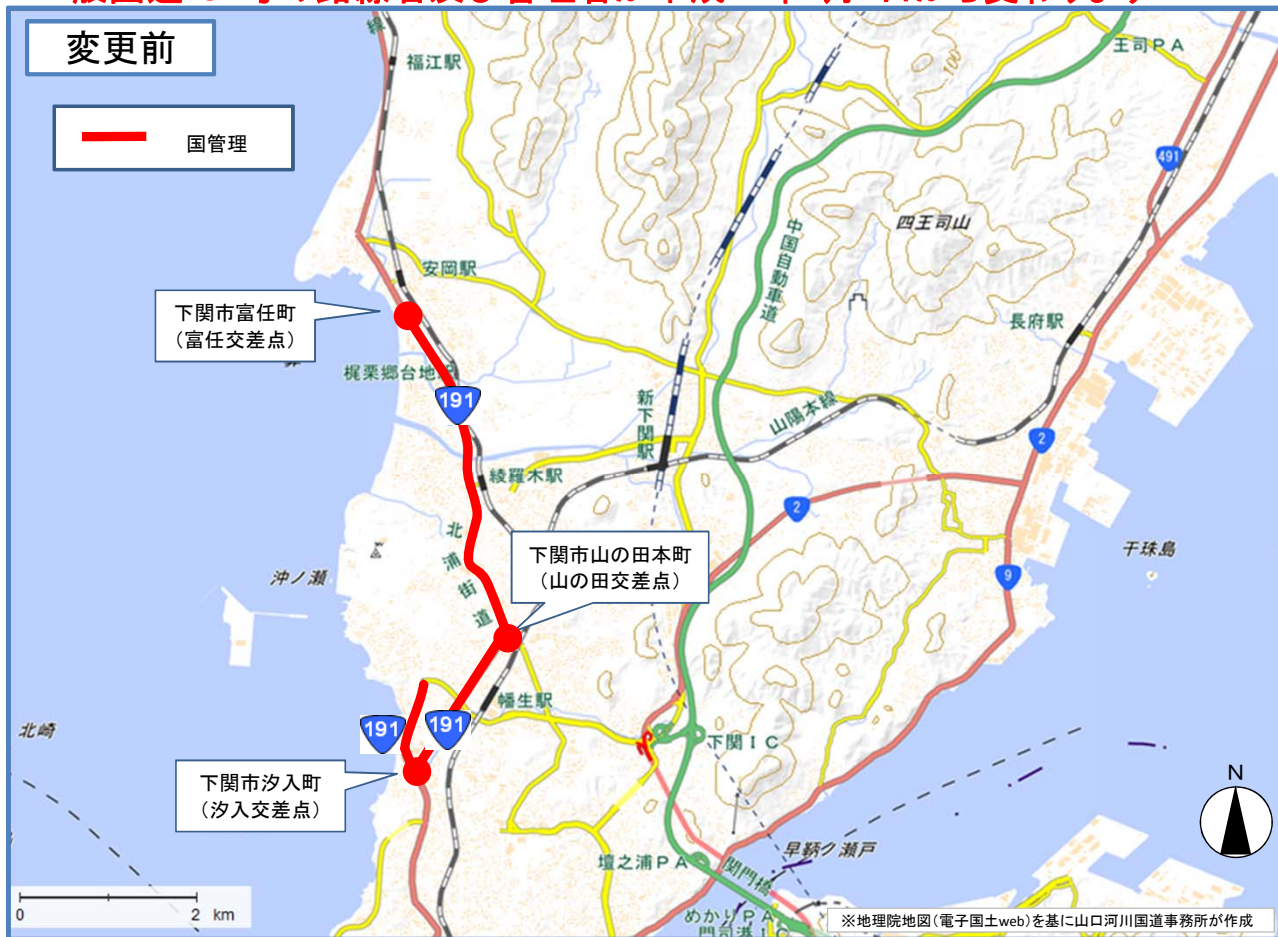 変更前
国管理
福江駅
王司PA
100
491
四王司山
安岡駅
中国自動車道
下関市富任町
(富任交差点)
長府駅
梶栗郷台地
191
新下関駅
山陽本線
2
綾羅木駅
2
北浦街道
下関市山の田本町
(山の田交差点)
干珠島
沖ノ瀬
9
幡生駅
191
191
北崎
下関IC
下関市汐入町
(汐入交差点)
N
早鞆ノ瀬戸
壇之浦PA
関門橋
めかりPA
門司港IC
0 2 km
※地理院地図(電子国土web)を基に山口河川国道事務所が作成